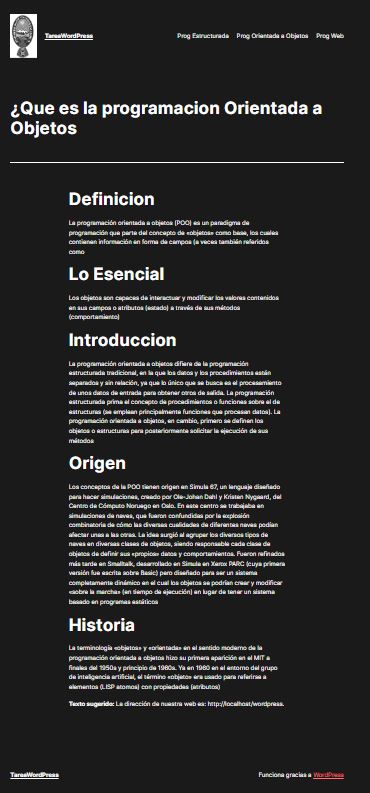 TareaWordPress
Prog Estructurada Prog Orientada a Objetos Prog Web
¿Que es la programacion Orientada a
Objetos
Definicion
La programación orientada a objetos (POO) es un paradigma de
programación que parte del concepto de «objetos» como base, los cuales
contienen información en forma de campos (a veces también referidos
como
Lo Esencial
Los objetos son capaces de interactuar y modificar los valores contenidos
en sus campos o atributos (estado) a través de sus métodos
(comportamiento)
Introduccion
La programación orientada a objetos difiere de la programación
estructurada tradicional, en la que los datos y los procedimientos están
separados y sin relación, ya que lo único que se busca es el procesamiento
de unos datos de entrada para obtener otros de salida. La programación
estructurada prima el concepto de procedimientos o funciones sobre el de
estructuras (se emplean principalmente funciones que procesan datos). La
programación orientada a objetos, en cambio, primero se definen los
objetos o estructuras para posteriormente solicitar la ejecución de sus
métodos
Origen
Los conceptos de la POO tienen origen en Simula 67, un lenguaje diseñado
para hacer simulaciones, creado por Ole-Johan Dahl y Kristen Nygaard, del
Centro de Cómputo Noruego en Oslo. En este centro se trabajaba en
simulaciones de naves, que fueron confundidas por la explosión
combinatoria de cómo las diversas cualidades de diferentes naves podían
afectar unas a las otras. La idea surgió al agrupar los diversos tipos de
naves en diversas clases de objetos, siendo responsable cada clase de
objetos de definir sus «propios» datos y comportamientos. Fueron refinados
más tarde en Smalltalk, desarrollado en Simula en Xerox PARC (cuya primera
versión fue escrita sobre Basic) pero diseñado para ser un sistema
completamente dinámico en el cual los objetos se podrían crear y modificar
«sobre la marcha» (en tiempo de ejecución) en lugar de tener un sistema
basado en programas estáticos
Historia
La terminología «objetos» y «orientada» en el sentido moderno de la
programación orientada a objetos hizo su primera aparición en el MIT a
finales del 1950s y principio de 1960s. Ya en 1960 en el entorno del grupo
de inteligencia artificial, el término «objeto» era usado para referirse a
elementos (LISP atomos) con propiedades (atributos)
Texto sugerido: La dirección de nuestra web es: http://localhost/wordpress.
TareaWordPress
Funciona gracias a WordPress